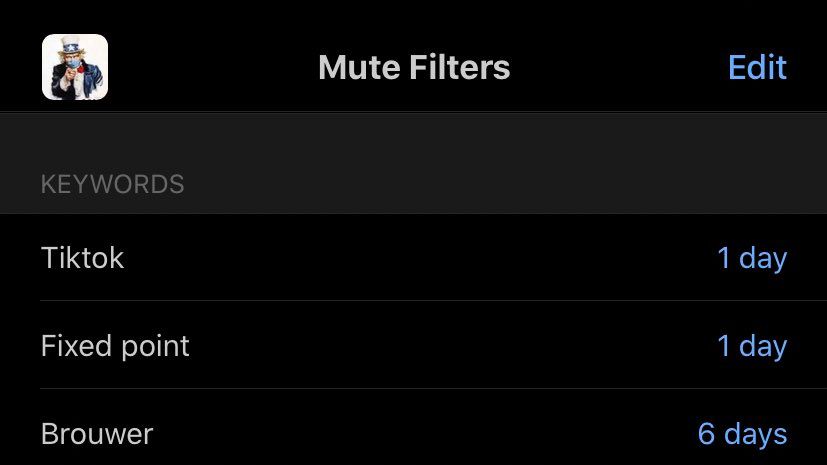 Mute Filters Edit
KEYWORDS
Tiktok 1 day
Fixed point 1 day
Brouwer 6 days